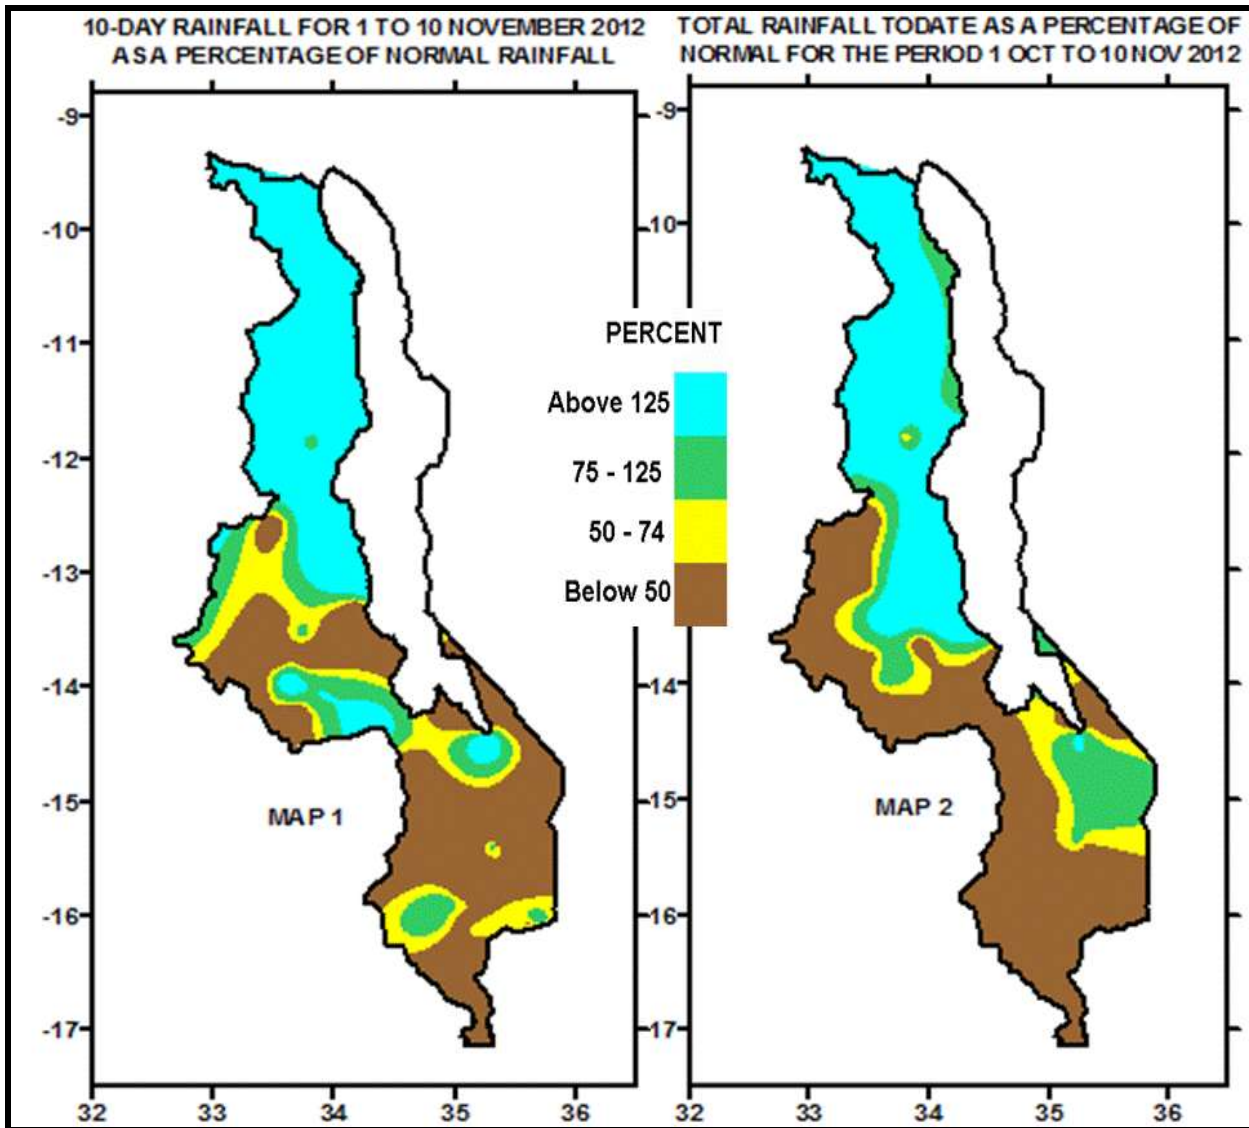 10-DAY RAINFALL FOR 1 TO 10 NOVEMBER 2012
AS A PERCENTAGE OF NORMAL RAINFALL
TOTAL RAINFALL TODATE AS A PERCENTAGE OF
NORMAL FOR THE PERIOD 1 OCT TO 10 NOV 2012
-9
-10
-11
-12
-13
-14
-15
-16
-17
32
33
34
35
36
MAP 1
PERCENT
Above 125
75 - 125
50 - 74
Below 50
-9
-10
-11
-12
-13
-14
-15
-16
-17
32
33
34
35
36
MAP 2